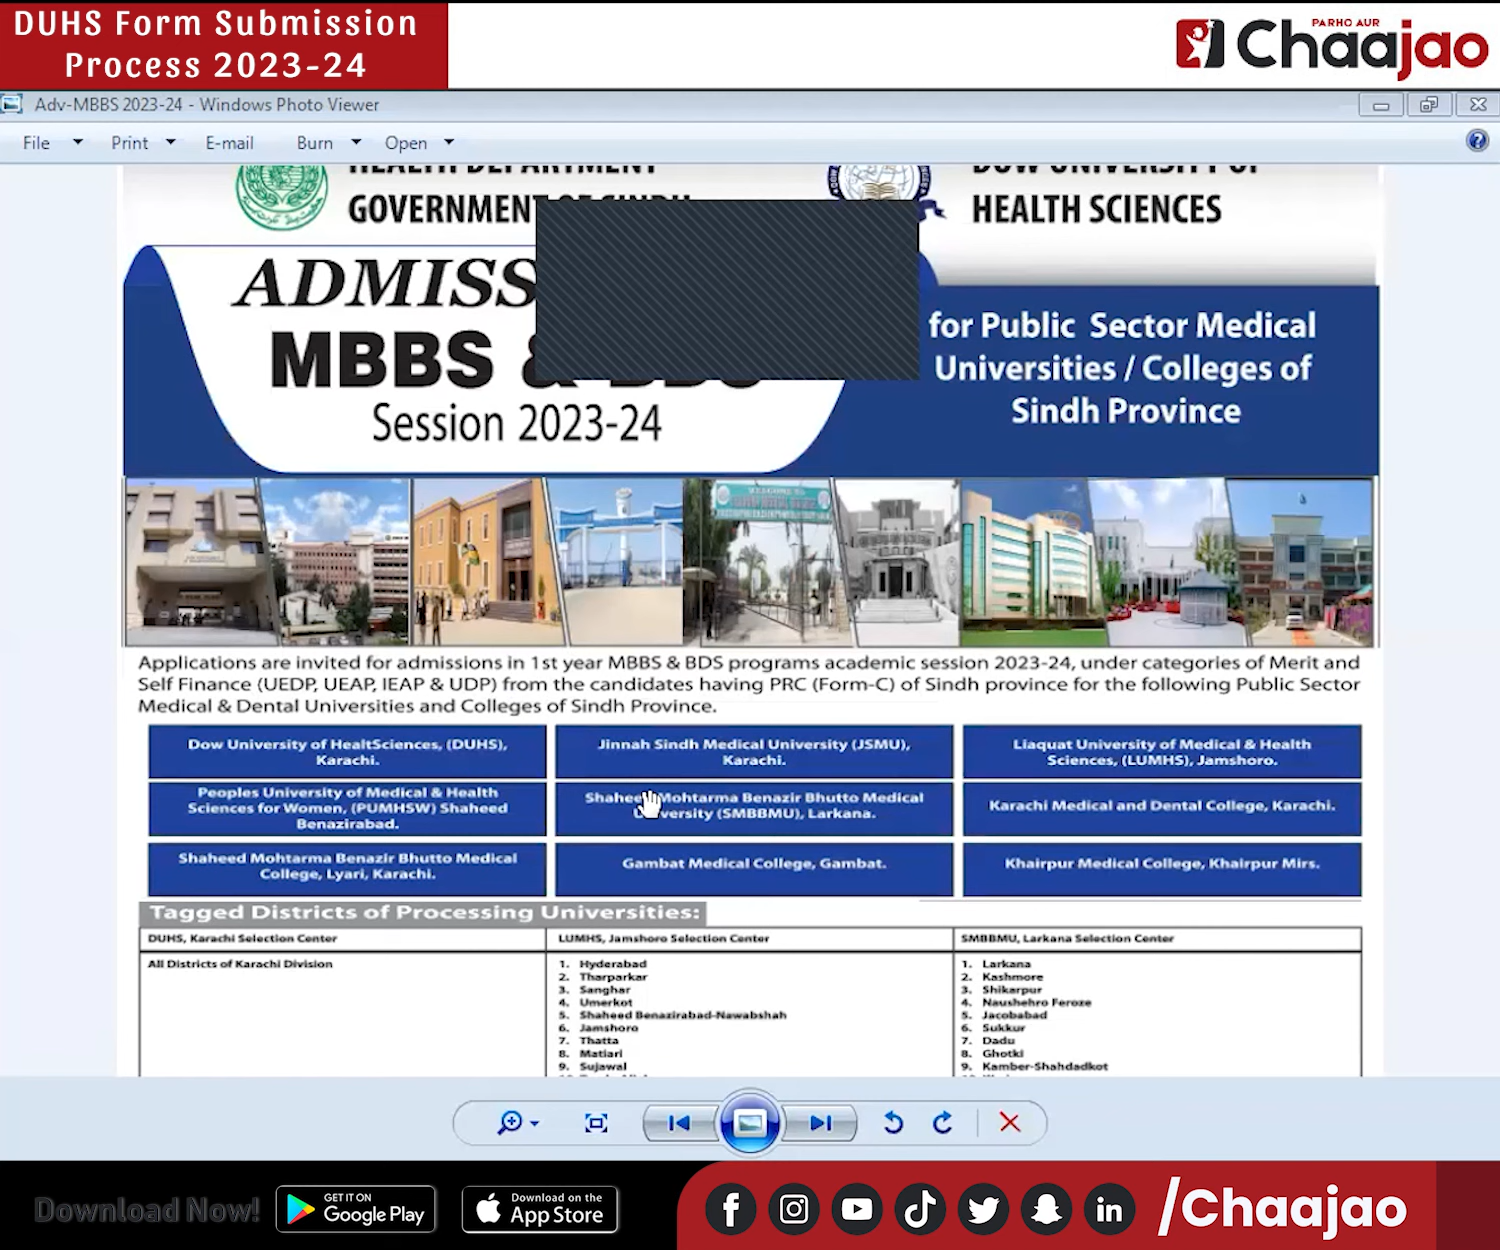 DUHS Form Submission
Process 2023-24
PARHO AUR
Chaajao
Adv-MBBS 2023-24 - Windows Photo Viewer
File Print E-mail Burn Open
HEALTH DEPARTMENT
GOVERNMENT
DOW UNIVERSITY OF
HEALTH SCIENCES
ADMISS
MBBS &
Session 2023-24
for Public Sector Medical
Universities / Colleges of
Sindh Province
Applications are invited for admissions in 1st year MBBS & BDS programs academic session 2023-24, under categories of Merit and
Self Finance (UEDP, UEAP, IEAP & UDP) from the candidates having PRC (Form-C) of Sindh province for the following Public Sector
Medical & Dental Universities and Colleges of Sindh Province.
Dow University of HealtSciences, (DUHS),
Karachi.
Jinnah Sindh Medical University (JSMU),
Karachi.
Liaquat University of Medical & Health
Sciences, (LUMHS), Jamshoro.
Peoples University of Medical & Health
Sciences for Women, (PUMHSW) Shaheed
Benazirabad.
Shaheed Mohtarma Benazir Bhutto Medical
University (SMBBMU), Larkana.
Karachi Medical and Dental College, Karachi.
Shaheed Mohtarma Benazir Bhutto Medical
College, Lyari, Karachi.
Gambat Medical College, Gambat.
Khairpur Medical College, Khairpur Mirs.
Tagged Districts of Processing Universities:
DUHS, Karachi Selection Center
All Districts of Karachi Division
LUMHS, Jamshoro Selection Center
1. Hyderabad
2. Tharparkar
3. Sanghar
4. Umerkot
5. Shaheed Benazirabad-Nawabshah
6. Jamshoro
7. Thatta
8. Matiari
9. Sujawal
SMBBMU, Larkana Selection Center
1. Larkana
2. Kashmore
3. Shikarpur
4. Naushehro Feroze
5. Jacobabad
6. Sukkur
7. Dadu
8. Ghotki
9. Kamber-Shahdadkot
Download Now!
GET IT ON
Google Play
Download on the
App Store
/Chaajao